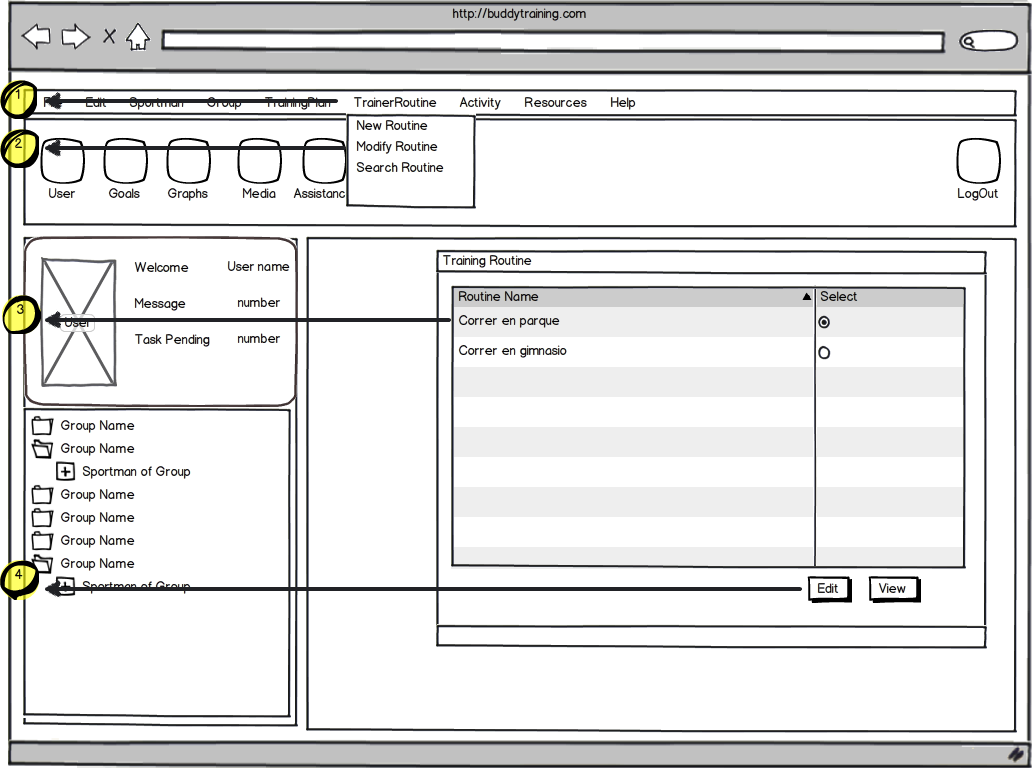 http://buddytraining.com
1
Edit Sportman Group TrainingPlan TrainerRoutine Activity Resources Help
New Routine
2
Modify Routine
Search Routine
User Goals Graphs Media Assistanc LogOut
Welcome User name
Message number
Task Pending number
User
3
Training Routine
Routine Name Select
Correr en parque
Correr en gimnasio
Group Name
Group Name
Sportman of Group
Group Name
Group Name
Group Name
Group Name
4
Sportman of Group
Edit View